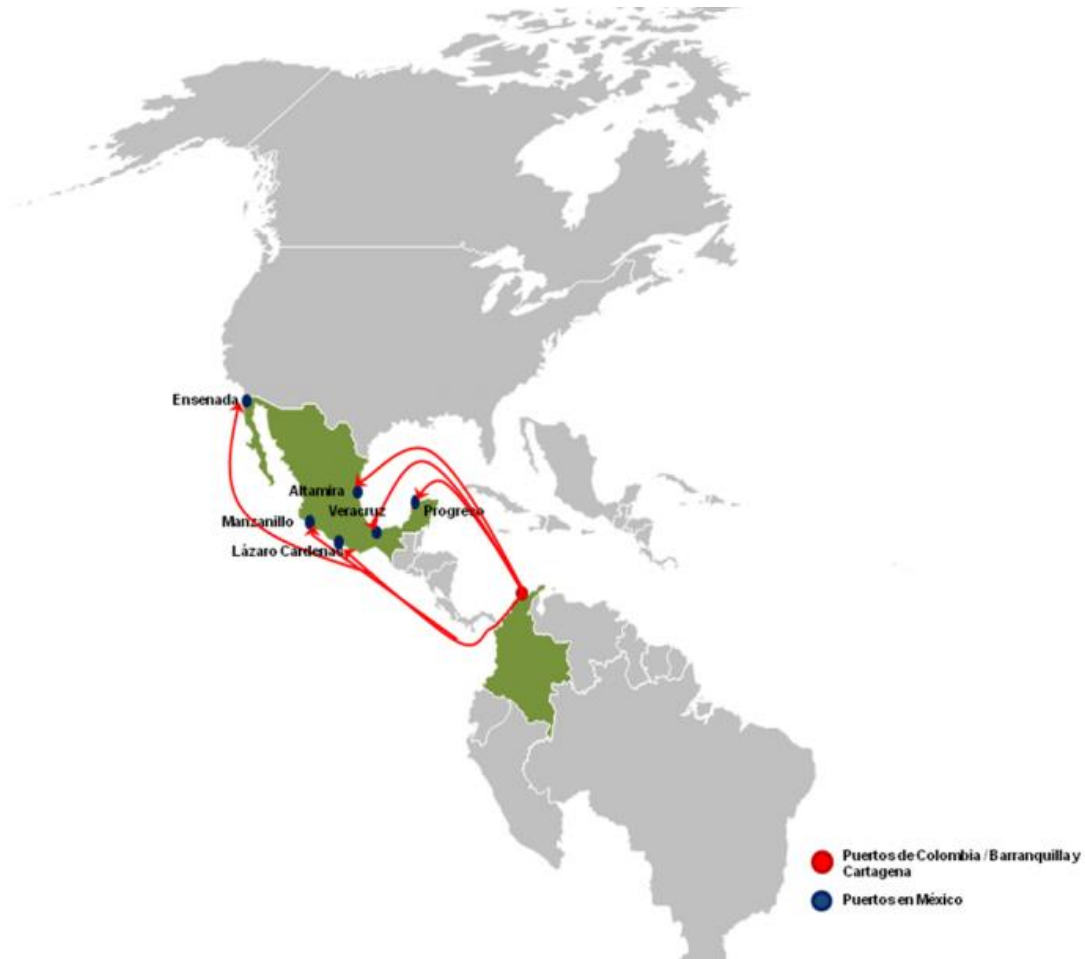 Ensenada
Altamira
Veracruz
Progreso
Manzanillo
Lázaro Cardenas
Puertos de Colombia / Barranquilla y
Cartagena
Puertos en México